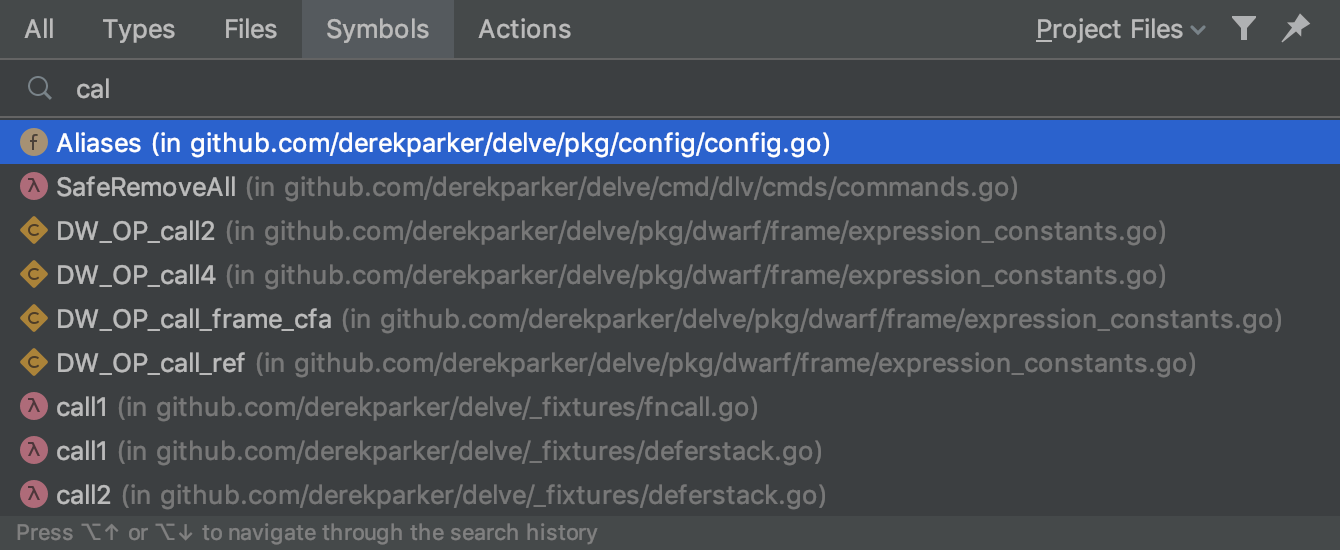 All Types Files Symbols Actions Project Files
cal
f Aliases (in github.com/derekparker/delve/pkg/config/config.go)
λ SafeRemoveAll (in github.com/derekparker/delve/cmd/dlv/cmds/commands.go)
C DW_OP_call2 (in github.com/derekparker/delve/pkg/dwarf/frame/expression_constants.go)
C DW_OP_call4 (in github.com/derekparker/delve/pkg/dwarf/frame/expression_constants.go)
C DW_OP_call_frame_cfa (in github.com/derekparker/delve/pkg/dwarf/frame/expression_constants.go)
C DW_OP_call_ref (in github.com/derekparker/delve/pkg/dwarf/frame/expression_constants.go)
λ call1 (in github.com/derekparker/delve/_fixtures/fncall.go)
λ call1 (in github.com/derekparker/delve/_fixtures/deferstack.go)
λ call2 (in github.com/derekparker/delve/_fixtures/deferstack.go)
Press ⌥↑ or ⌥↓ to navigate through the search history